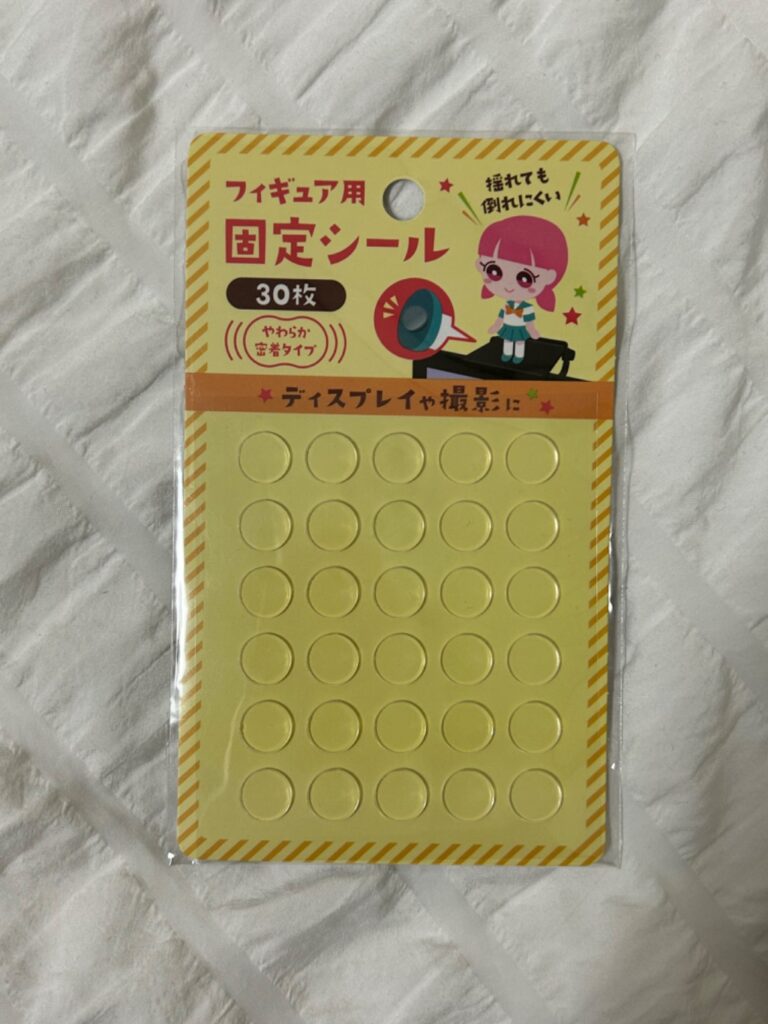 フィギュア用
固定シール
30枚
やわらか
密着タイプ
揺れても
倒れにくい
ディスプレイや撮影に